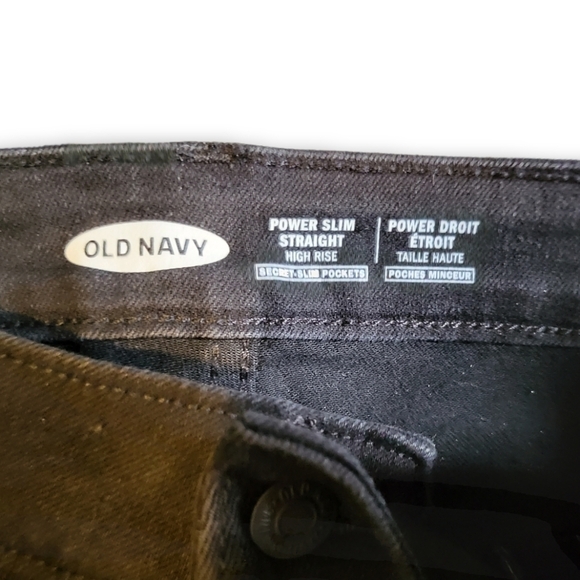 OLD NAVY
POWER SLIM
STRAIGHT
HIGH RISE
SECRET-SLIM POCKETS
POWER DROIT
ÉTROIT
TAILLE HAUTE
POCHES MINCEUR